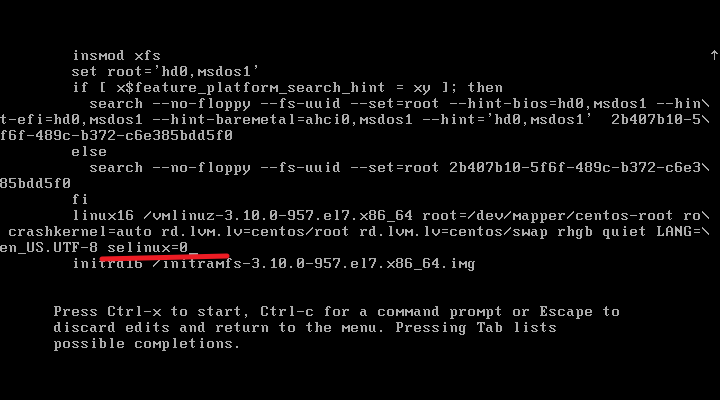 insmod xfs
set root='hd0,msdos1'
if [ x$feature_platform_search_hint = xy ]; then
search --no-floppy --fs-uuid --set=root --hint-bios=hd0,msdos1 --hin\
t-efi=hd0,msdos1 --hint-baremetal=ahci0,msdos1 --hint='hd0,msdos1'  2b407b10-5\
f6f-489c-b372-c6e385bdd5f0
else
search --no-floppy --fs-uuid --set=root 2b407b10-5f6f-489c-b372-c6e3\
85bdd5f0
fi
linux16 /vmlinuz-3.10.0-957.el7.x86_64 root=/dev/mapper/centos-root ro\
crashkernel=auto rd.lvm.lv=centos/root rd.lvm.lv=centos/swap rhgb quiet LANG=\
en_US.UTF-8 selinux=0_
initrd16 /initramfs-3.10.0-957.el7.x86_64.img
Press Ctrl-x to start, Ctrl-c for a command prompt or Escape to
discard edits and return to the menu. Pressing Tab lists
possible completions.